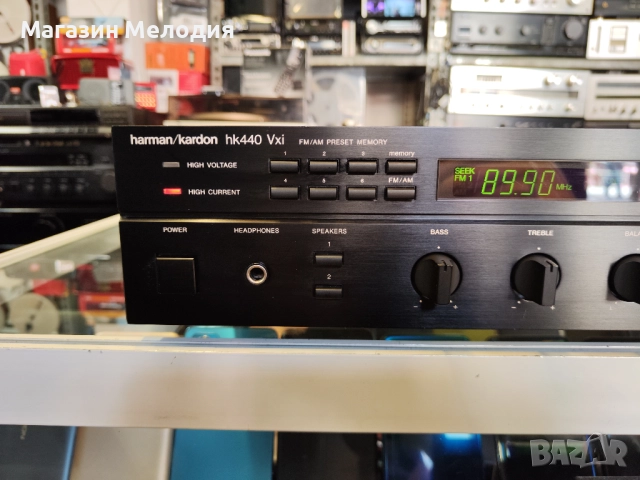 Магазин Мелодия
harman/kardon hk440 Vxi FM/AM PRESET MEMORY
1 2 3 memory
HIGH VOLTAGE
HIGH CURRENT
4 5 6 FM/AM
SEEK
FM 1
89.90 MHz
POWER HEADPHONES SPEAKERS BASS TREBLE BALA
1
2
- +
- +
BAZAR